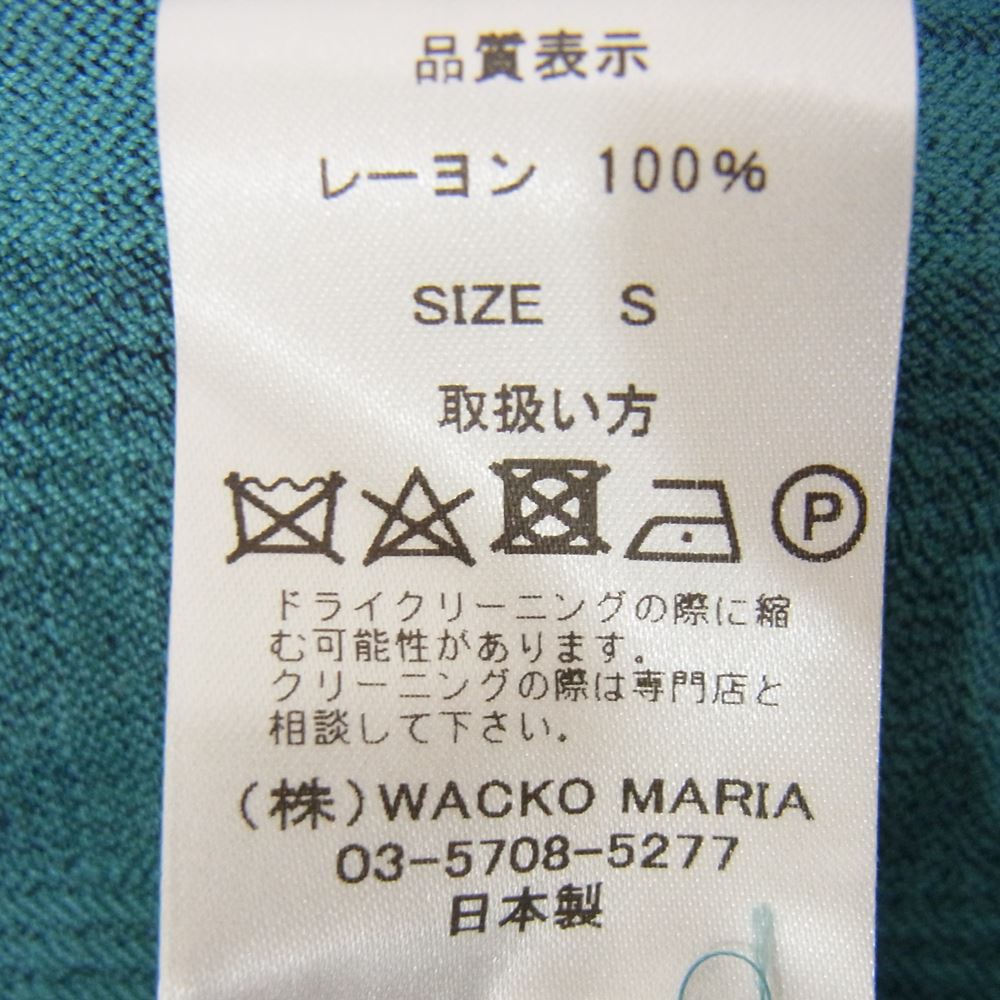 品質表示
レーヨン 100%
SIZE S
取扱い方
P
ドライクリーニングの際に縮
む可能性があります。
クリーニングの際は専門店と
相談して下さい。
(株)WACKO MARIA
03-5708-5277
日本製